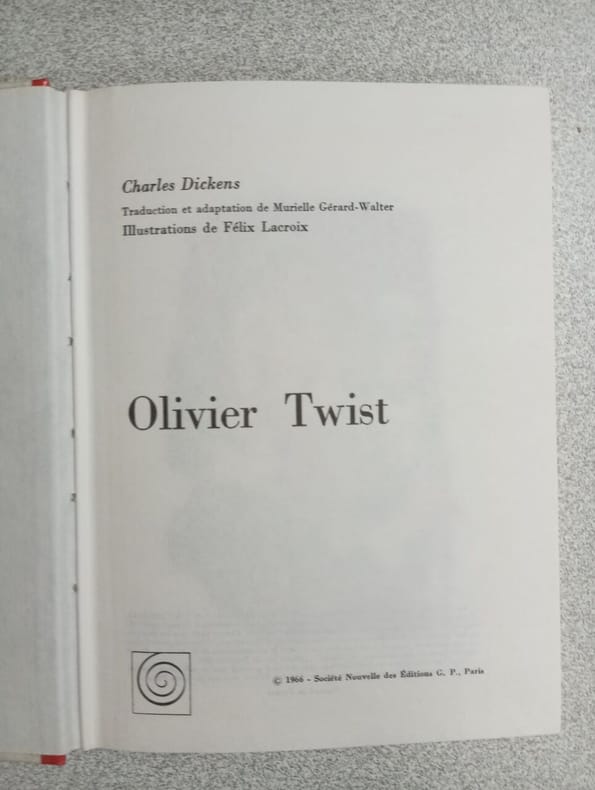 Charles Dickens
Traduction et adaptation de Murielle Gérard-Walter
Illustrations de Félix Lacroix
Olivier Twist
© 1966 - Société Nouvelle des Éditions G. P., Paris